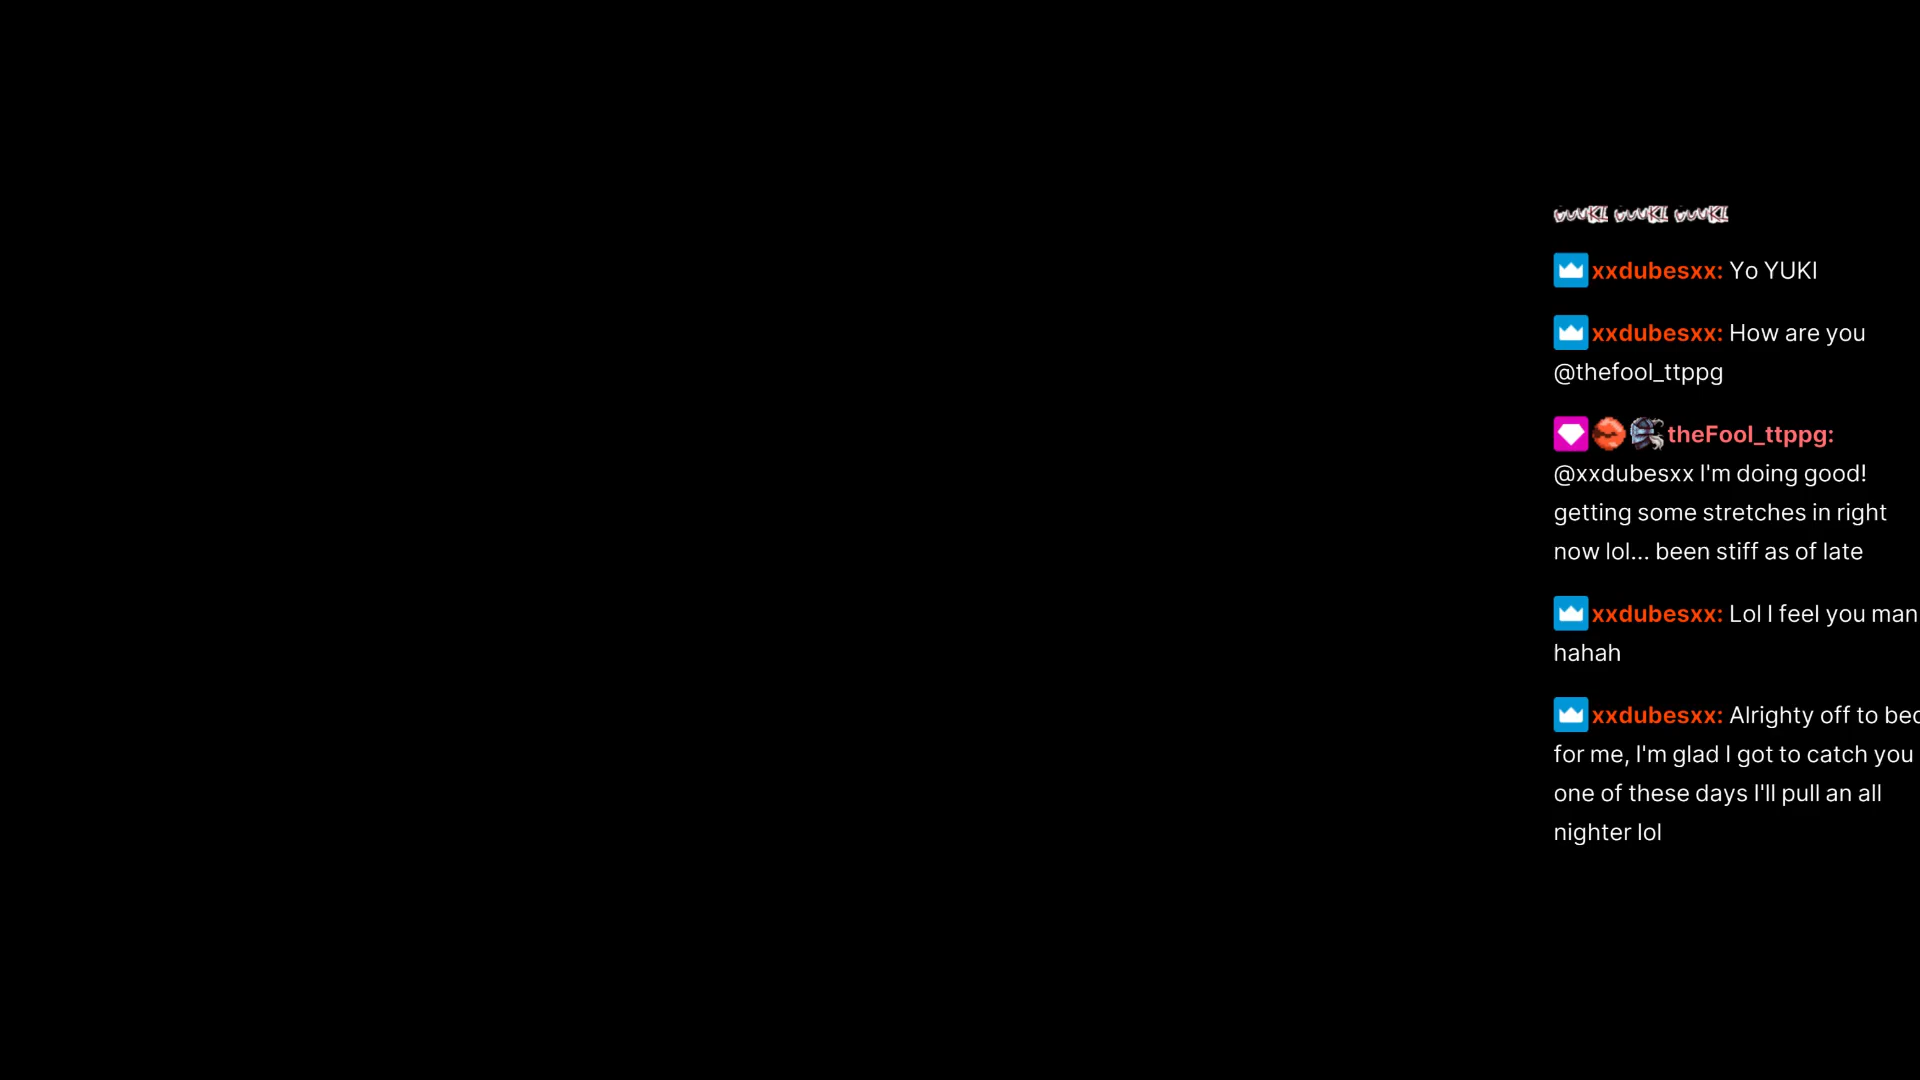 xxdubesxx: Yo YUKI
xxdubesxx: How are you
@thefool_ttppg
theFool_ttppg:
@xxdubesxx I'm doing good!
getting some stretches in right
now lol... been stiff as of late
xxdubesxx: Lol I feel you man
hahah
xxdubesxx: Alrighty off to
for me, I'm glad I got to catch you
one of these days I'll pull an all
nighter lol